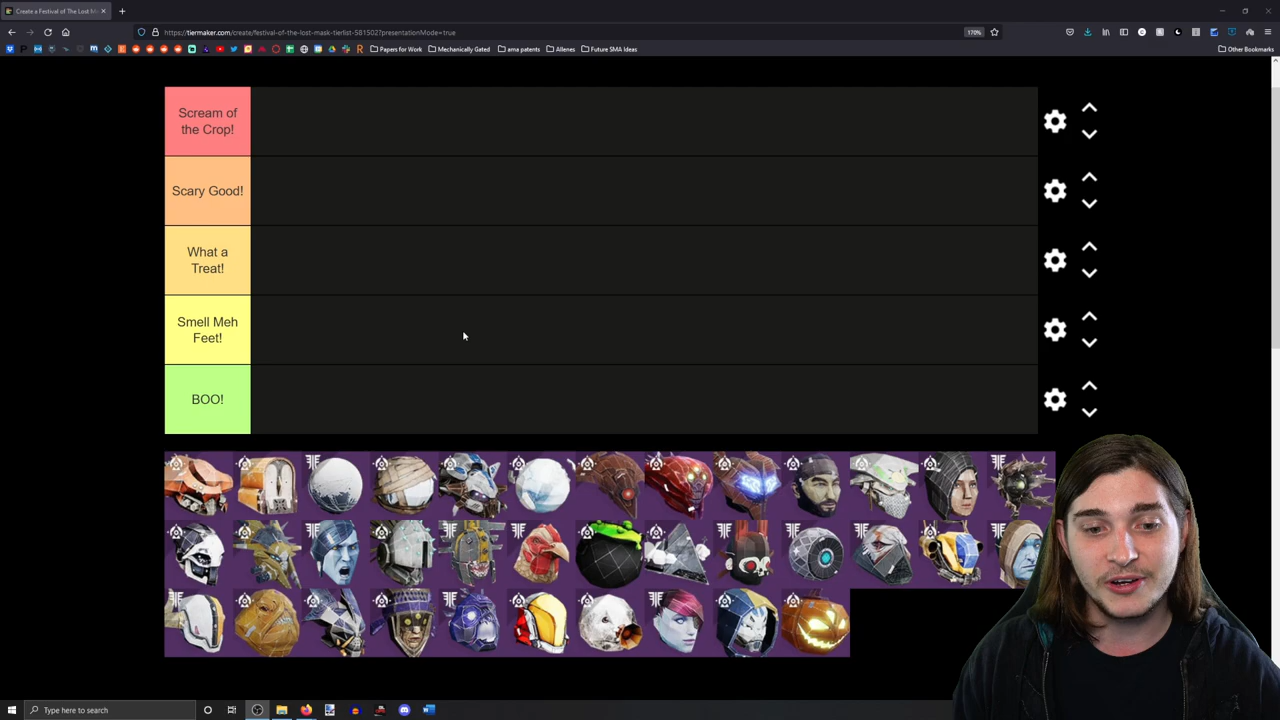 Create a Festival of The Lost M
https://tiermaker.com/create/festival-of-the-lost-mask-tierlist-581502?presentationMode=true
170%
Papers for Work
Mechanically Gated
ama patents
Allenes
Future SMA Ideas
Other Bookmarks
Scream of
the Crop!
Scary Good!
What a
Treat!
Smell Meh
Feet!
BOO!
Type here to search